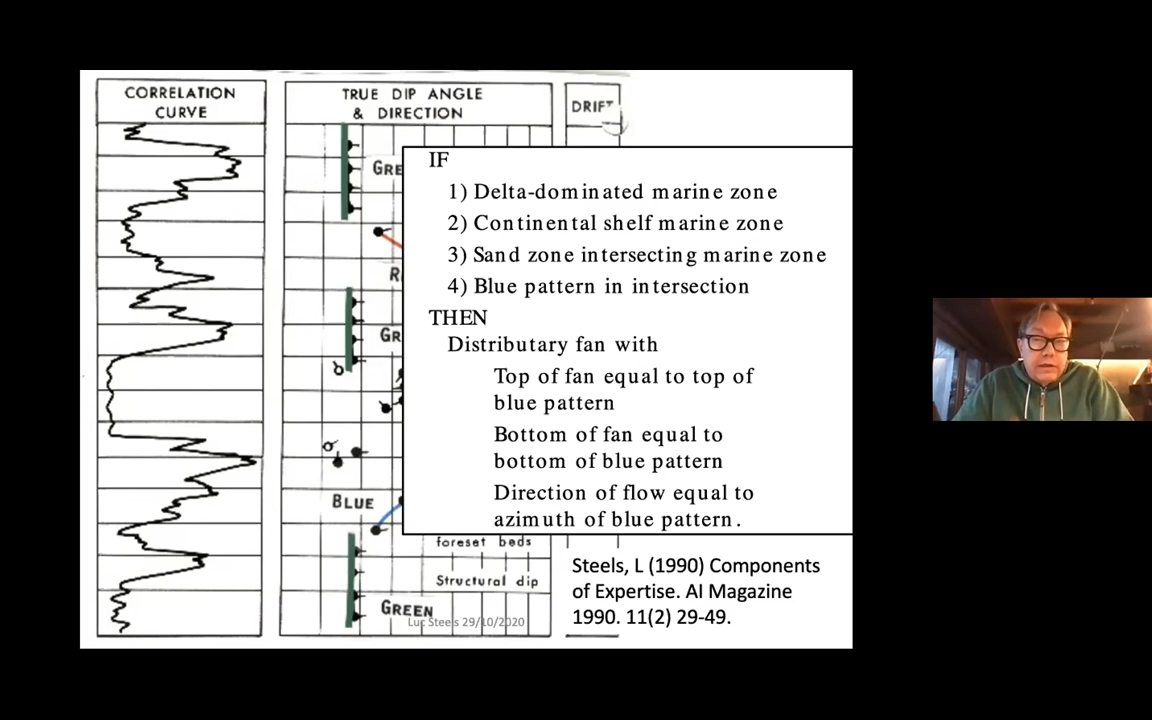 CORRELATION
CURVE
TRUE DIP ANGLE
& DIRECTION
DRIFT
GRE
R
GR
BLUE
foreset beds
Structural dip
GREEN
IF
1) Delta-dominated marine zone
2) Continental shelf marine zone
3) Sand zone intersecting marine zone
4) Blue pattern in intersection
THEN
Distributary fan with
Top of fan equal to top of
blue pattern
Bottom of fan equal to
bottom of blue pattern
Direction of flow equal to
azimuth of blue pattern.
Steels, L (1990) Components
of Expertise. AI Magazine
1990. 11(2) 29-49.
Luc Steels 29/10/2020